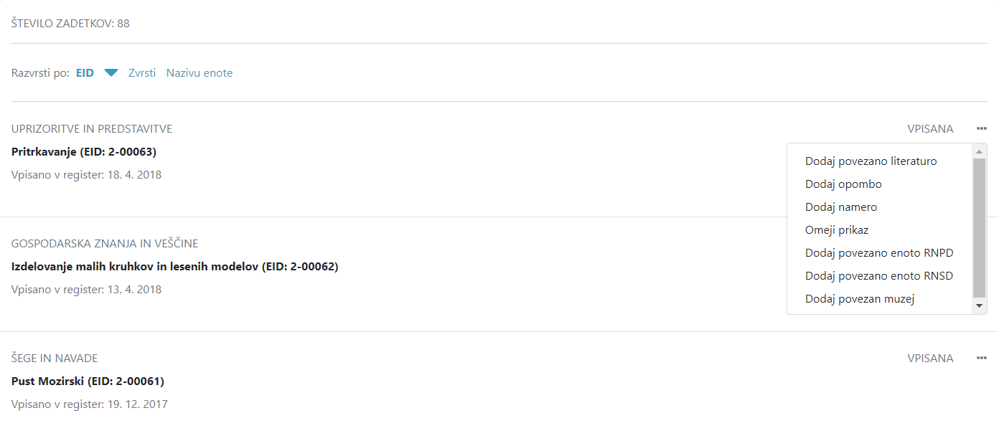 ŠTEVILO ZADETKOV: 88
Razvrsti po: EID Zvrsti Nazivu enote
UPRIZORITVE IN PREDSTAVITVE
VPISANA
Pritrkavanje (EID: 2-00063)
Vpisano v register: 18. 4. 2018
Dodaj povezano literaturo
Dodaj opombo
Dodaj namero
Omeji prikaz
Dodaj povezano enoto RNPD
Dodaj povezano enoto RNSD
Dodaj povezan muzej
GOSPODARSKA ZNANJA IN VEŠČINE
Izdelovanje malih kruhkov in lesenih modelov (EID: 2-00062)
Vpisano v register: 13. 4. 2018
ŠEGE IN NAVADE
VPISANA
Pust Mozirski (EID: 2-00061)
Vpisano v register: 19. 12. 2017